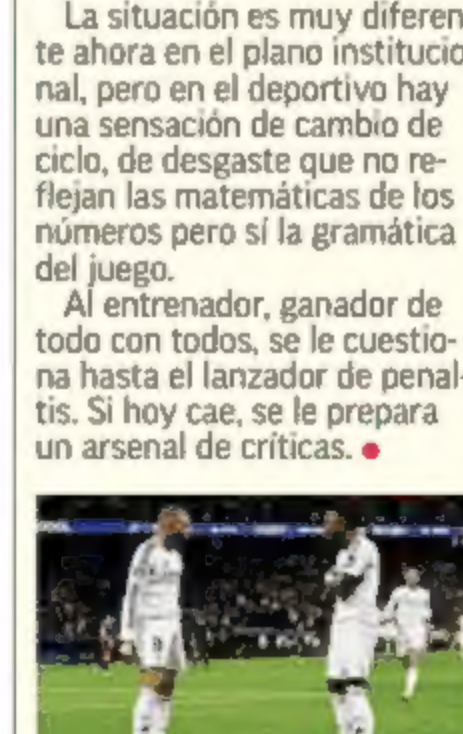 La situación es muy diferen
te ahora en el plano institucio
nal, pero en el deportivo hay
una sensación de cambio de
ciclo, de desgaste que no re-
flejan las matemáticas de los
números pero sí la gramática
del juego.
Al entrenador, ganador de
todo con todos, se le cuestio-
na hasta el lanzador de penal-
tis. Si hoy cae, se le prepara
un arsenal de críticas.